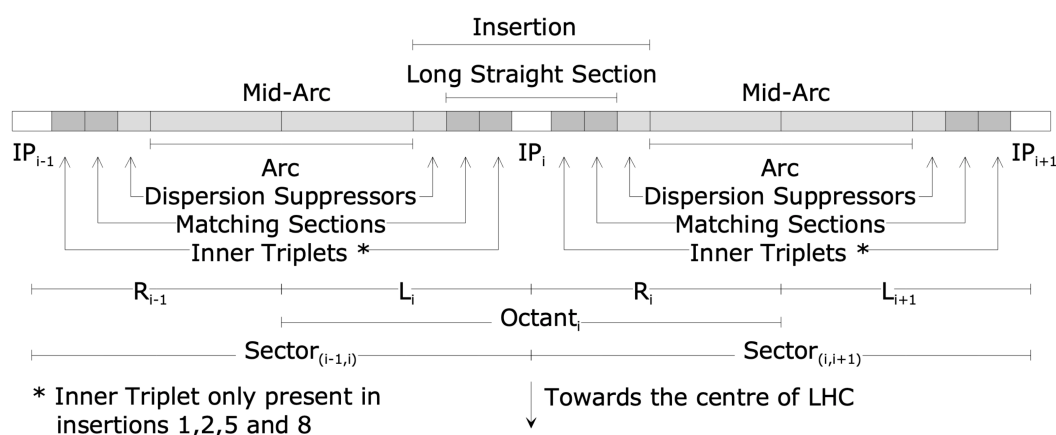 Insertion
Long Straight Section
Mid-Arc Mid-Arc
IPi-1 IPi IPi+1
Arc Arc
Dispersion Suppressors Dispersion Suppressors
Matching Sections Matching Sections
Inner Triplets * Inner Triplets *
Ri-1 Li Ri Li+1
Octanti
Sector(i-1,i) Sector(i,i+1)
* Inner Triplet only present in Towards the centre of LHC
insertions 1,2,5 and 8